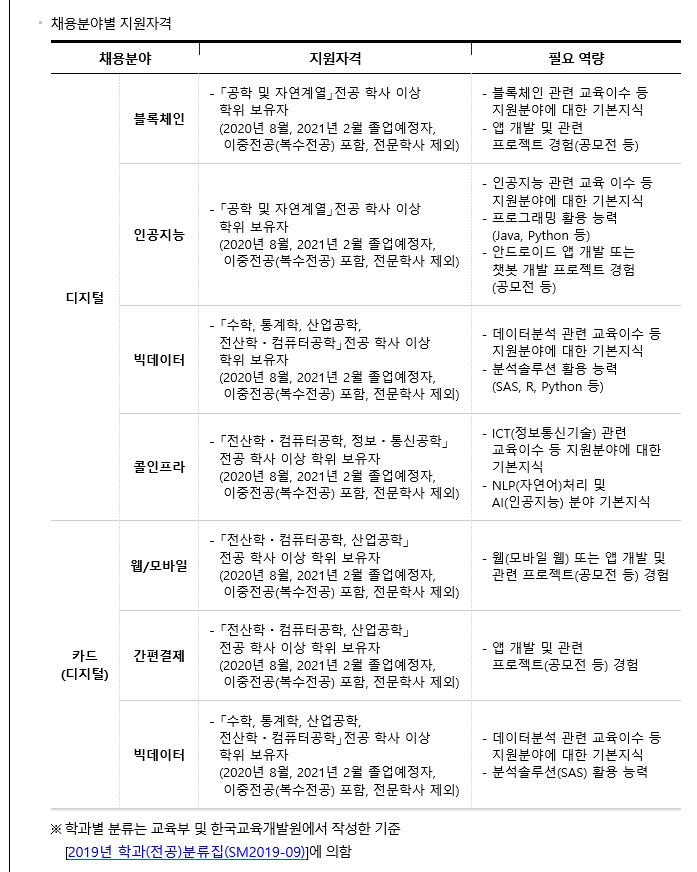 채용분야별 지원자격
채용분야 지원자격 필요 역량
디지털
블록체인
- 「공학 및 자연계열」전공 학사 이상
학위 보유자
(2020년 8월, 2021년 2월 졸업예정자,
이중전공(복수전공) 포함, 전문학사 제외)
- 블록체인 관련 교육이수 등
지원분야에 대한 기본지식
- 앱 개발 및 관련
프로젝트 경험(공모전 등)
인공지능
- 「공학 및 자연계열」전공 학사 이상
학위 보유자
(2020년 8월, 2021년 2월 졸업예정자,
이중전공(복수전공) 포함, 전문학사 제외)
- 인공지능 관련 교육 이수 등
지원분야에 대한 기본지식
- 프로그래밍 활용 능력
(Java, Python 등)
- 안드로이드 앱 개발 또는
챗봇 개발 프로젝트 경험
(공모전 등)
빅데이터
- 「수학, 통계학, 산업공학,
전산학·컴퓨터공학」전공 학사 이상
학위 보유자
(2020년 8월, 2021년 2월 졸업예정자,
이중전공(복수전공) 포함, 전문학사 제외)
- 데이터분석 관련 교육이수 등
지원분야에 대한 기본지식
- 분석솔루션 활용 능력
(SAS, R, Python 등)
콜인프라
- 「전산학·컴퓨터공학, 정보·통신공학」
전공 학사 이상 학위 보유자
(2020년 8월, 2021년 2월 졸업예정자,
이중전공(복수전공) 포함, 전문학사 제외)
- ICT(정보통신기술) 관련
교육이수 등 지원분야에 대한
기본지식
- NLP(자연어)처리 및
AI(인공지능) 분야 기본지식
카드
(디지털)
웹/모바일
- 「전산학·컴퓨터공학, 산업공학」
전공 학사 이상 학위 보유자
(2020년 8월, 2021년 2월 졸업예정자,
이중전공(복수전공) 포함, 전문학사 제외)
- 웹(모바일 웹) 또는 앱 개발 및
관련 프로젝트(공모전 등) 경험
간편결제
- 「전산학·컴퓨터공학, 산업공학」
전공 학사 이상 학위 보유자
(2020년 8월, 2021년 2월 졸업예정자,
이중전공(복수전공) 포함, 전문학사 제외)
- 앱 개발 및 관련
프로젝트(공모전 등) 경험
빅데이터
- 「수학, 통계학, 산업공학,
전산학·컴퓨터공학」전공 학사 이상
학위 보유자
(2020년 8월, 2021년 2월 졸업예정자,
이중전공(복수전공) 포함, 전문학사 제외)
- 데이터분석 관련 교육이수 등
지원분야에 대한 기본지식
- 분석솔루션(SAS) 활용 능력
※ 학과별 분류는 교육부 및 한국교육개발원에서 작성한 기준
[2019년 학과(전공)분류집(SM2019-09)]에 의함